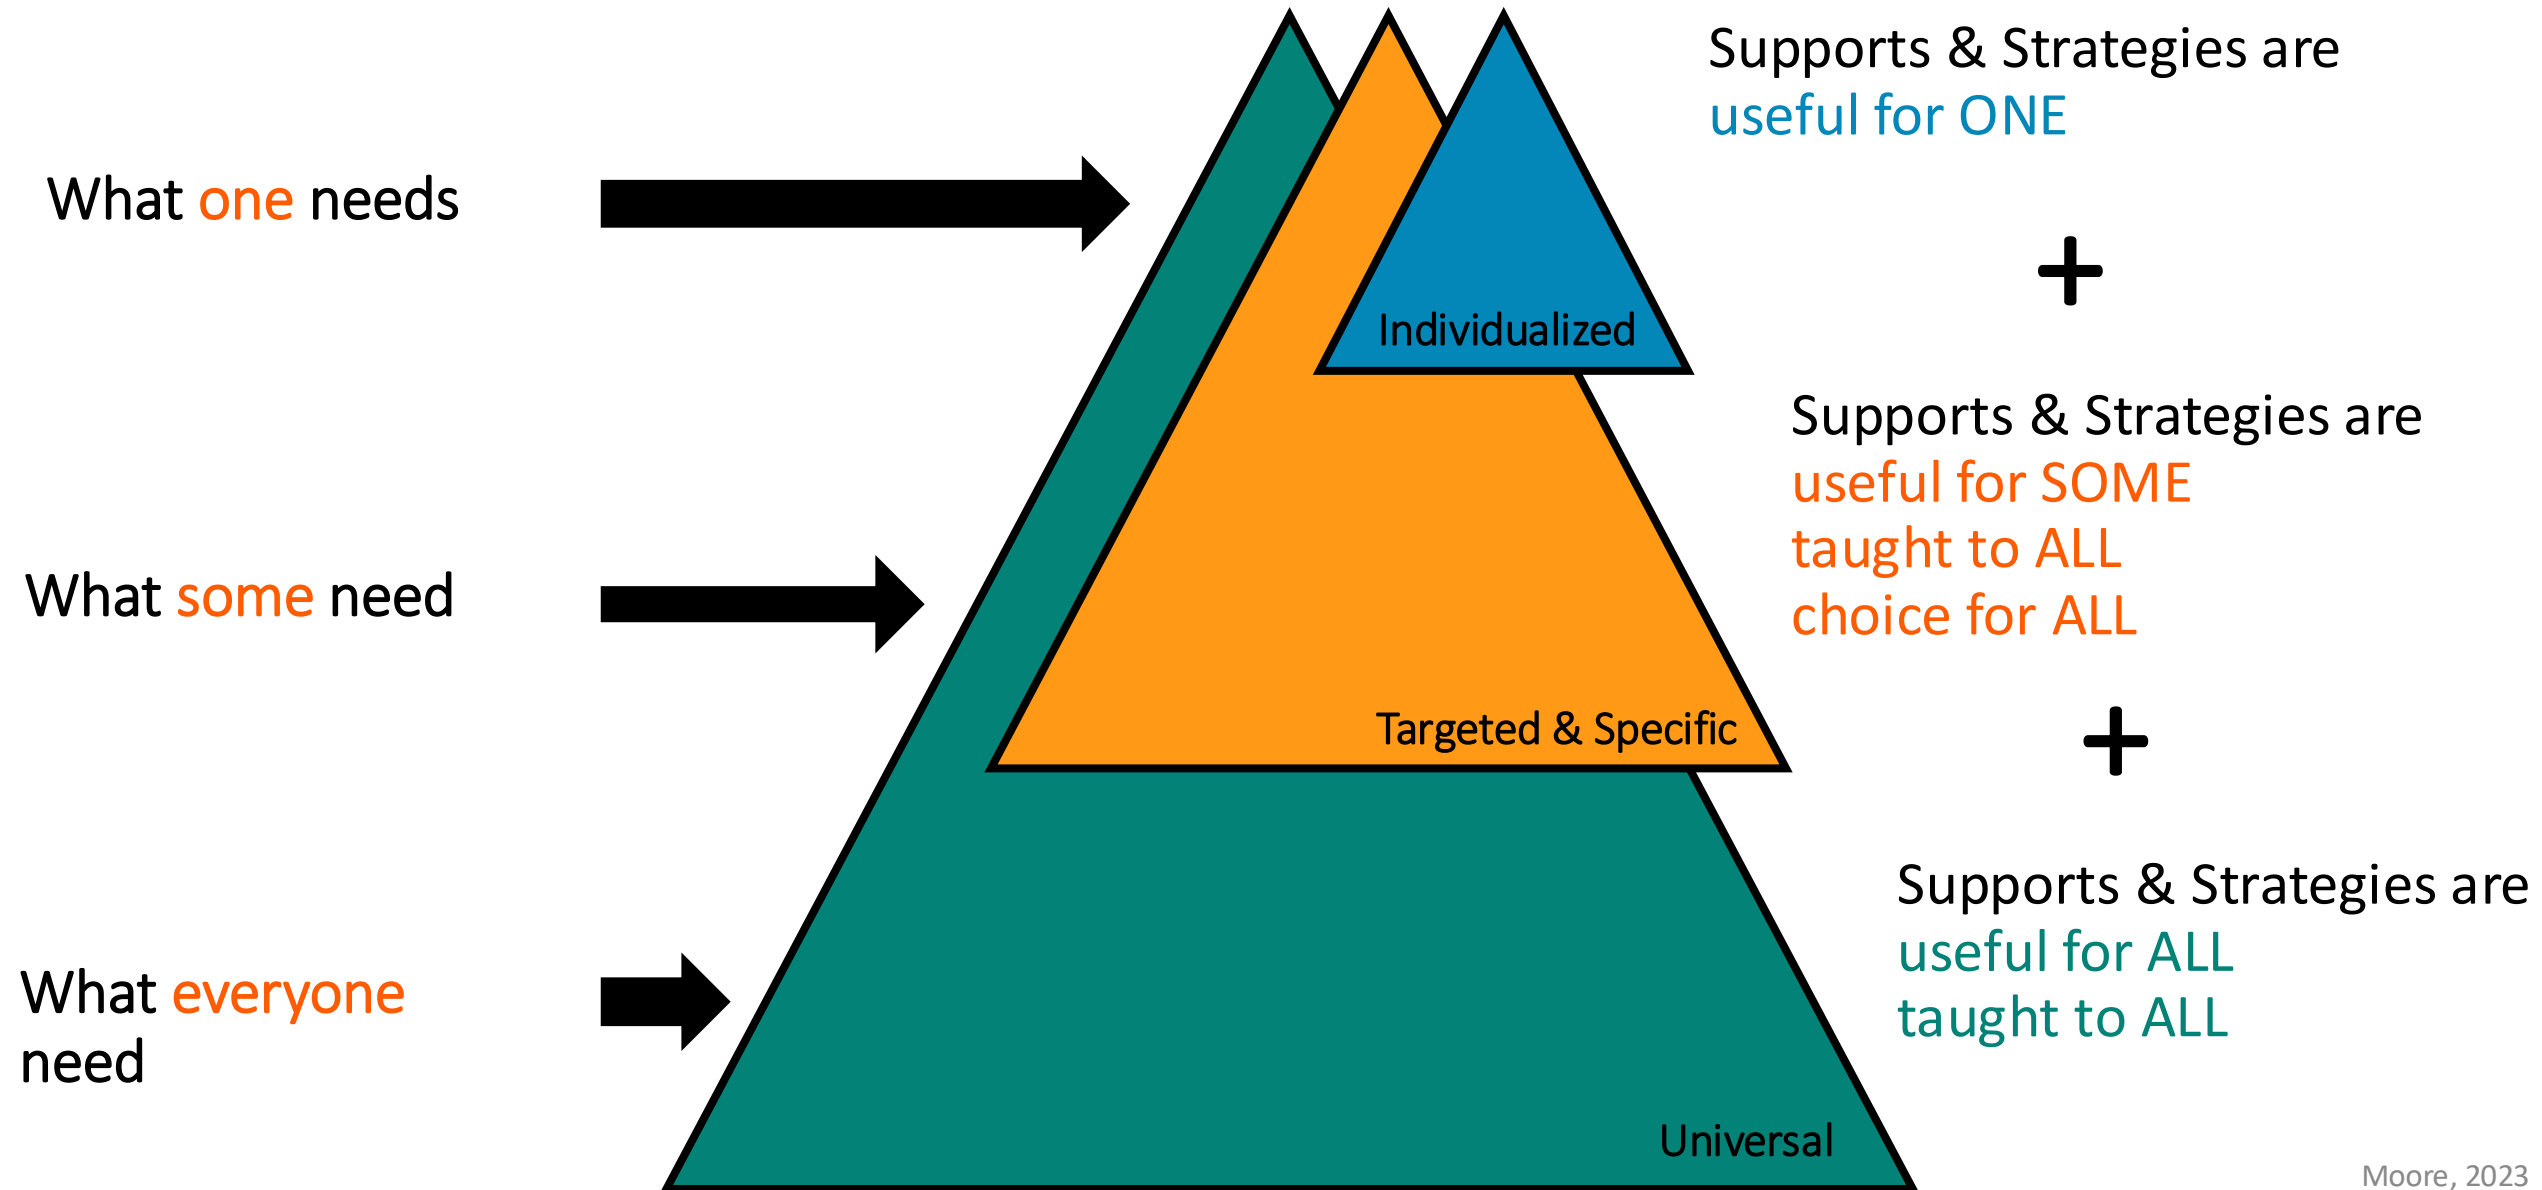 Supports & Strategies are
useful for ONE
What one needs
+
Individualized
Supports & Strategies are
useful for SOME
taught to ALL
choice for ALL
What some need
Targeted & Specific
+
Supports & Strategies are
useful for ALL
taught to ALL
What everyone
need
Universal
Moore, 2023